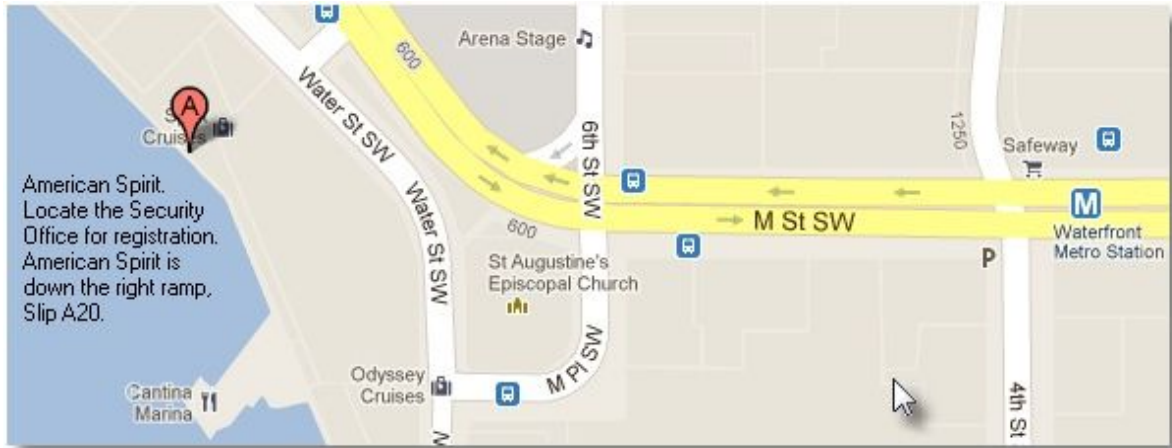 Arena Stage
600
Water St SW
6th St SW
1250
Safeway
A
Cruises
American Spirit.
Locate the Security
Office for registration.
American Spirit is
down the right ramp,
Slip A20.
Water St SW
600
M St SW
M
Waterfront
Metro Station
P
St Augustine's
Episcopal Church
Odyssey
Cruises
M Pl SW
Cantina
Marina
4th St
W